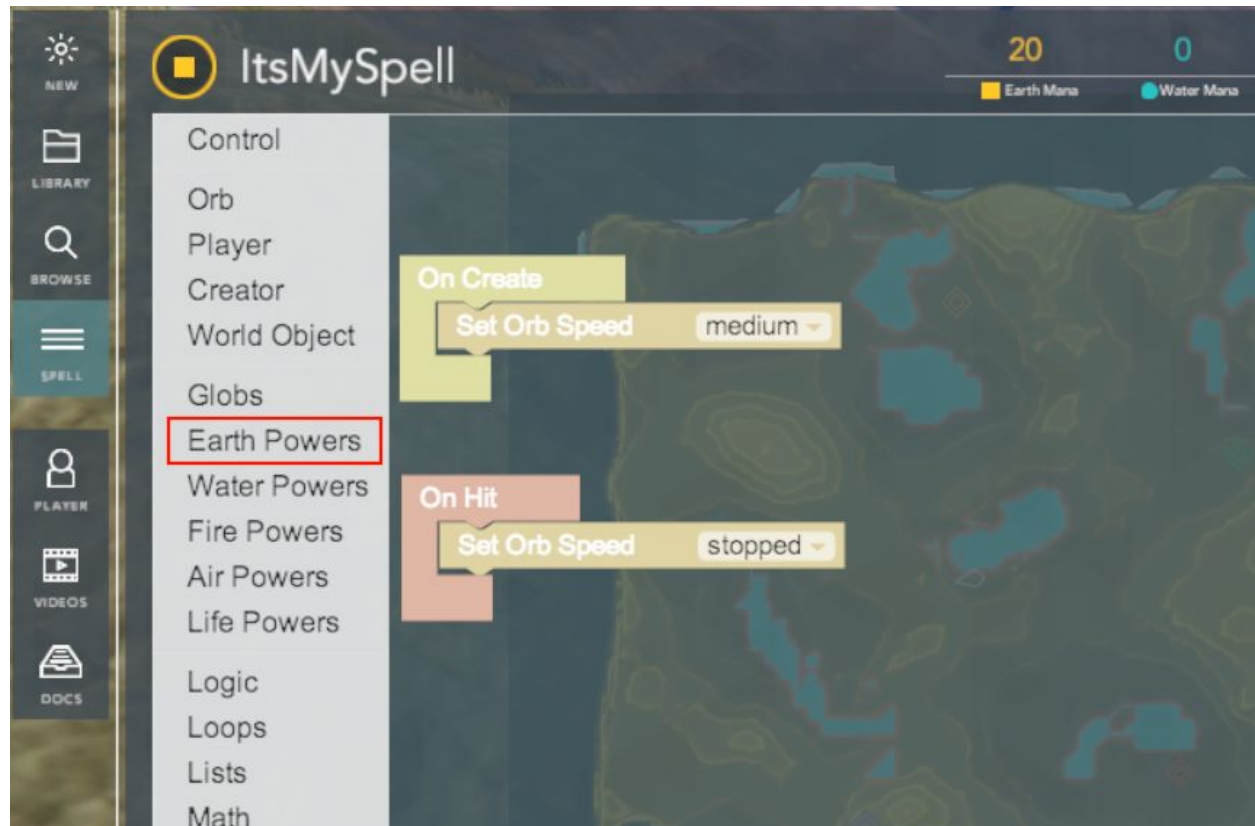 ItsMySpell
20
0
Earth Mana
Water Mana
NEW
LIBRARY
BROWSE
SPELL
PLAYER
VIDEOS
DOCS
Control
Orb
Player
Creator
World Object
Globs
Earth Powers
Water Powers
Fire Powers
Air Powers
Life Powers
Logic
Loops
Lists
Math
On Create
Set Orb Speed medium
On Hit
Set Orb Speed stopped